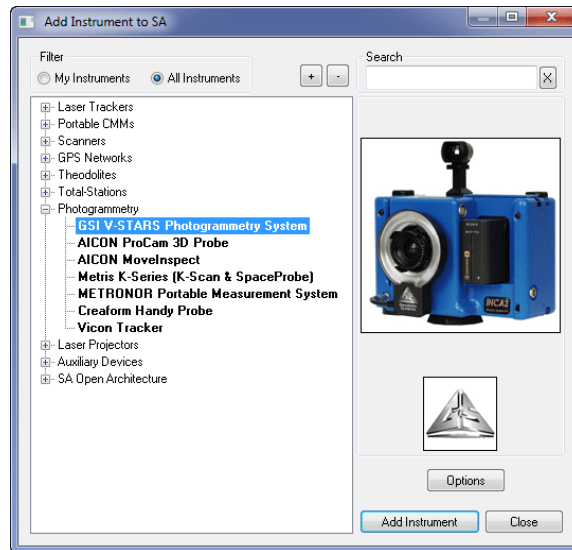 Add Instrument to SA
Filter
My Instruments
All Instruments
+
-
Search
X
Laser Trackers
Portable CMMs
Scanners
GPS Networks
Theodolites
Total-Stations
Photogrammetry
GSI V-STARS Photogrammetry System
AICON ProCam 3D Probe
AICON MoveInspect
Metris K-Series (K-Scan & SpaceProbe)
METRONOR Portable Measurement System
Creaform Handy Probe
Vicon Tracker
Laser Projectors
Auxiliary Devices
SA Open Architecture
INCA3
Options
Add Instrument
Close